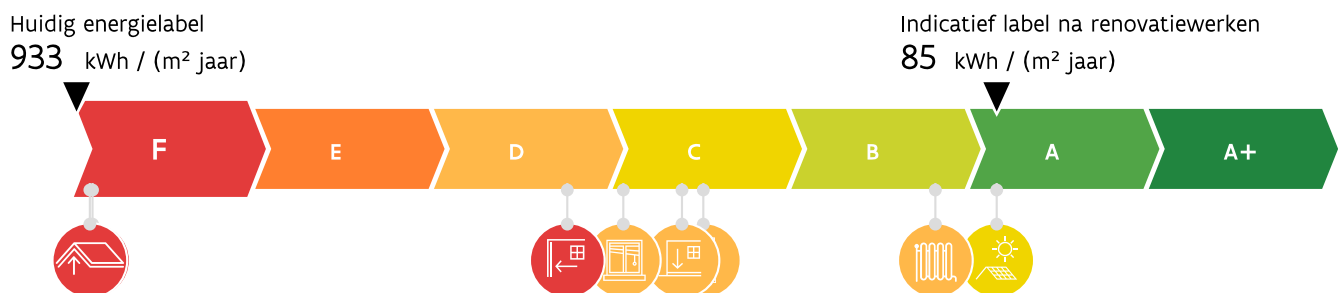 Huidig energielabel
933 kWh / (m² jaar)
Indicatief label na renovatiewerken
85 kWh / (m² jaar)
F E D C B A A+